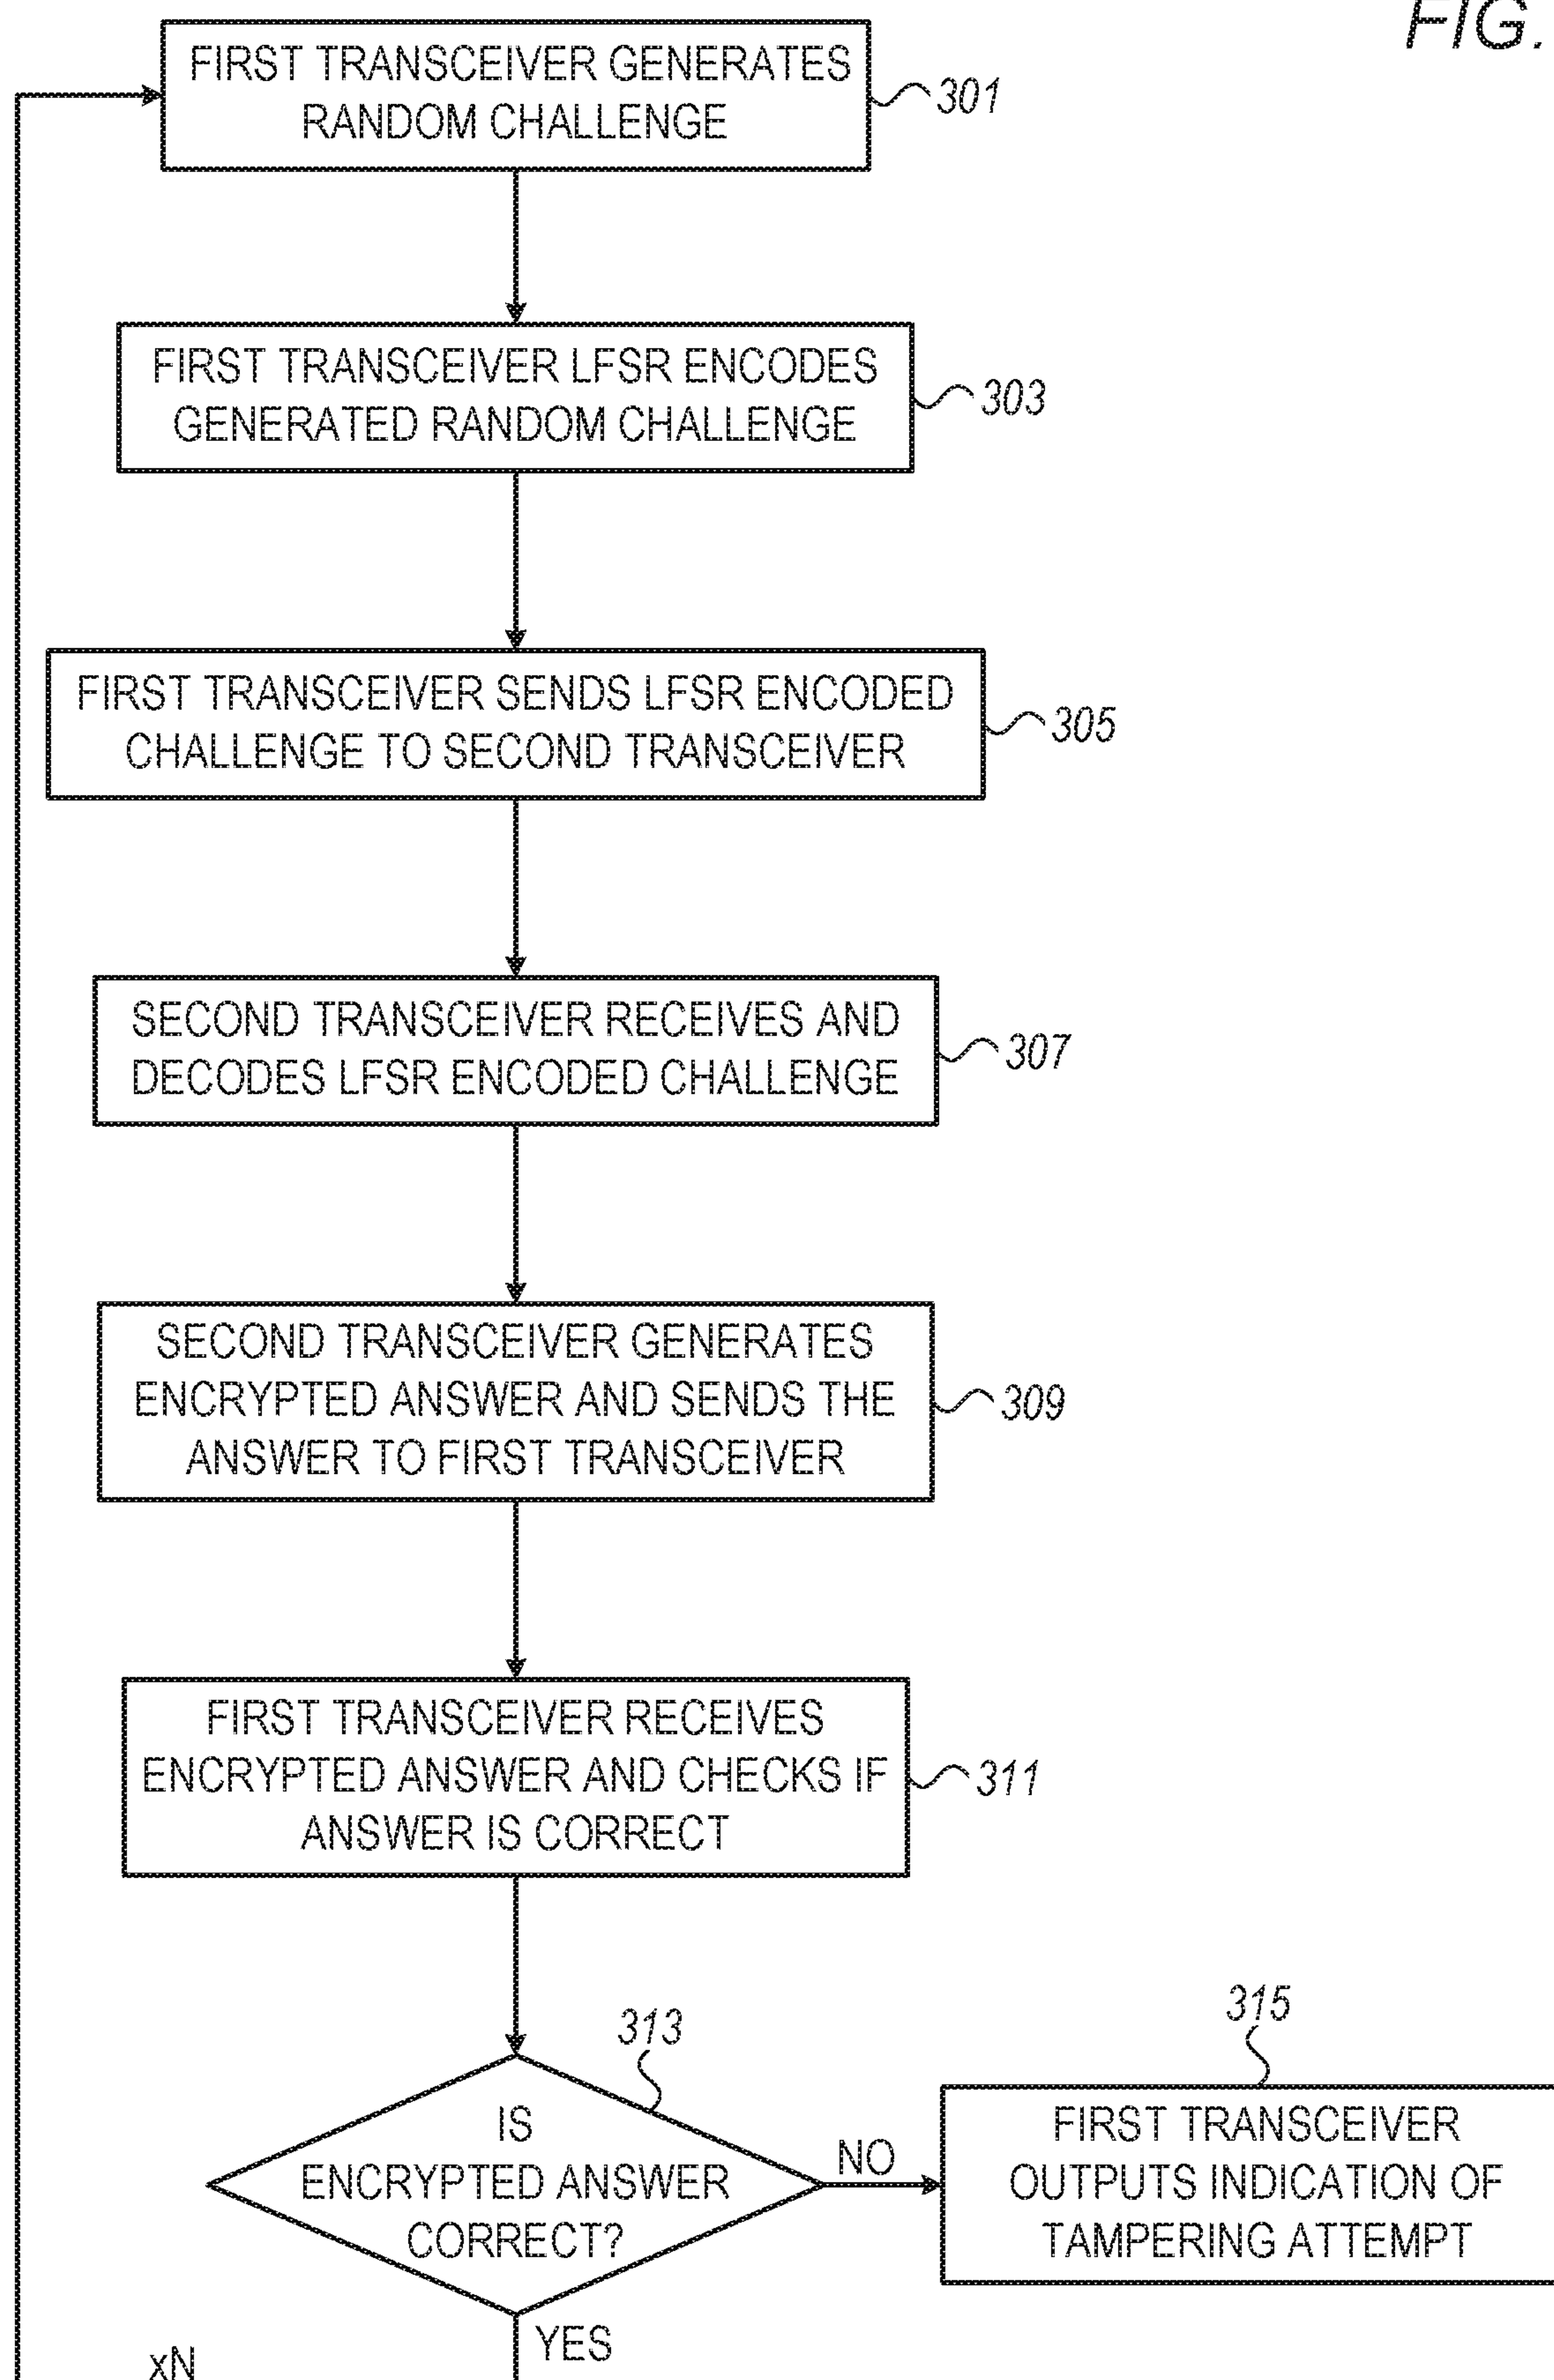 FIG.
FIRST TRANSCEIVER GENERATES
RANDOM CHALLENGE
301
FIRST TRANSCEIVER LFSR ENCODES
GENERATED RANDOM CHALLENGE
303
FIRST TRANSCEIVER SENDS LFSR ENCODED
CHALLENGE TO SECOND TRANSCEIVER
305
SECOND TRANSCEIVER RECEIVES AND
DECODES LFSR ENCODED CHALLENGE
307
SECOND TRANSCEIVER GENERATES
ENCRYPTED ANSWER AND SENDS THE
ANSWER TO FIRST TRANSCEIVER
309
FIRST TRANSCEIVER RECEIVES
ENCRYPTED ANSWER AND CHECKS IF
ANSWER IS CORRECT
311
313
IS
ENCRYPTED ANSWER
CORRECT?
NO
315
FIRST TRANSCEIVER
OUTPUTS INDICATION OF
TAMPERING ATTEMPT
YES
xN